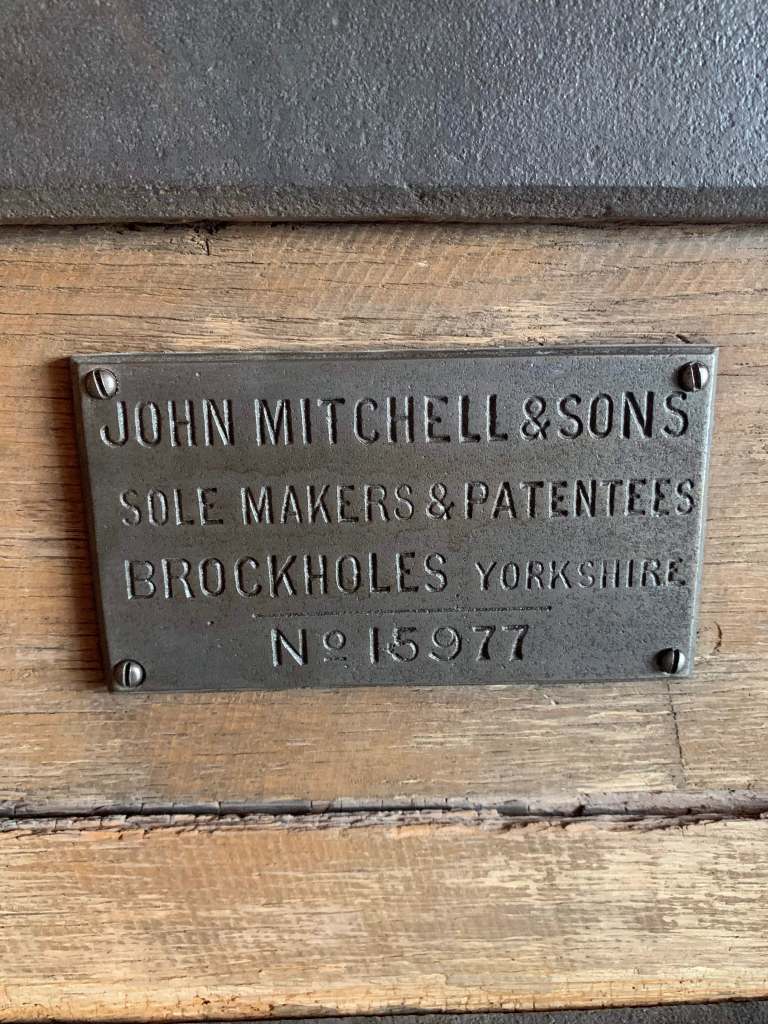 JOHN MITCHELL & SONS
SOLE MAKERS & PATENTEES
BROCKHOLES YORKSHIRE
Nº 15977